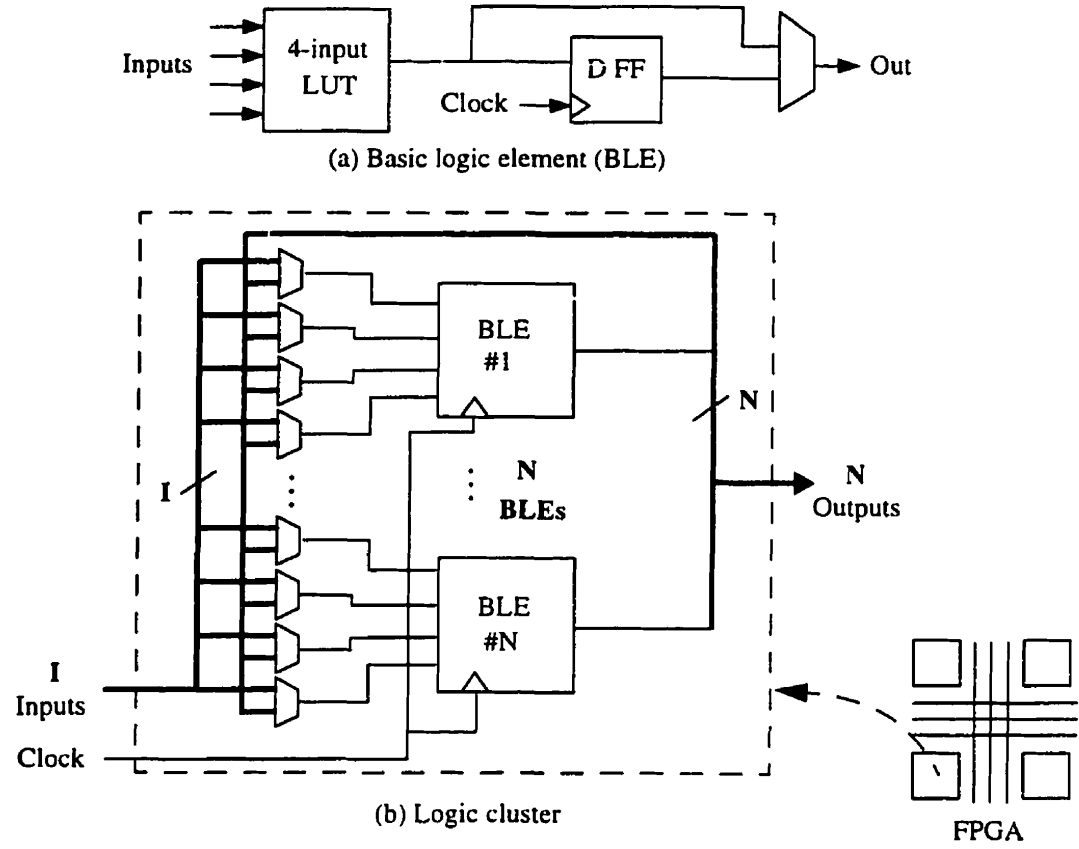 Inputs
4-input
LUT
D FF
Clock
Out
(a) Basic logic element (BLE)
BLE
#1
N
I
N
BLEs
N
Outputs
BLE
#N
I
Inputs
Clock
(b) Logic cluster
FPGA